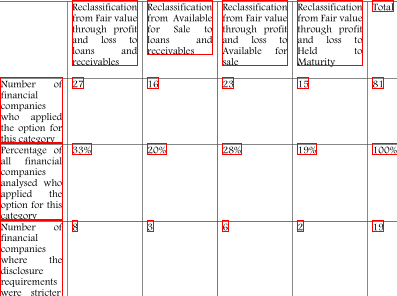 Reclassification from Fair value through profit and loss to loans and receivables
Reclassification from Available for Sale to loans and receivables
Reclassification from Fair value through profit and loss to Available for sale
Reclassification from Fair value through profit and loss to Held to Maturity
Total
Number of financial companies who applied the option for this category
27
16
23
15
81
Percentage of all financial companies analysed who applied the option for this category
33%
20%
28%
19%
100%
Number of financial companies where the disclosure requirements were stricter
8
3
6
2
19